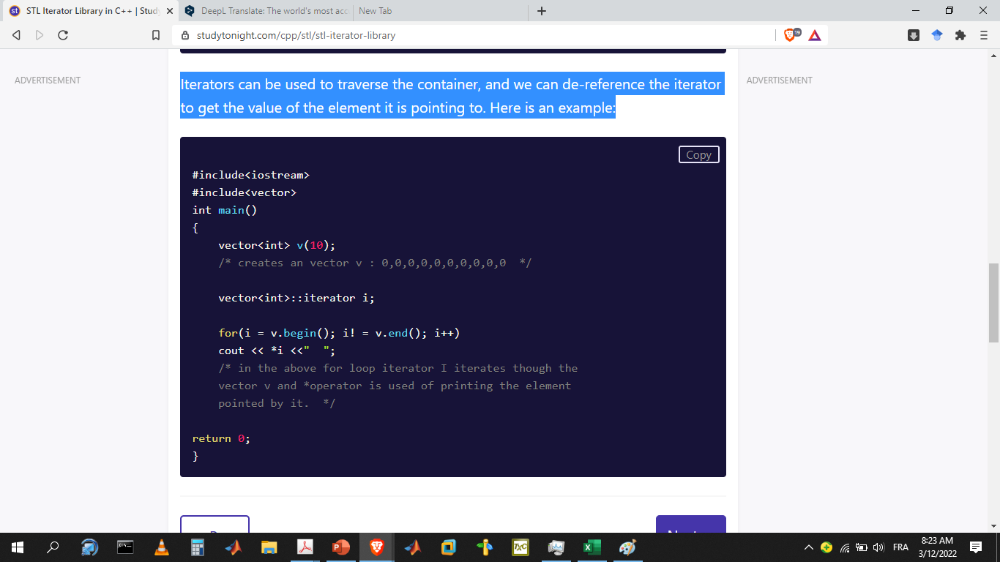 STL Iterator Library in C++ | Stud
DeepL Translate: The world's most acc
New Tab
studytonight.com/cpp/stl/stl-iterator-library
19
ADVERTISEMENT
ADVERTISEMENT
Iterators can be used to traverse the container, and we can de-reference the iterator
to get the value of the element it is pointing to. Here is an example:
Copy
#include<iostream>
#include<vector>
int main()
{
    vector<int> v(10);
    /* creates an vector v : 0,0,0,0,0,0,0,0,0,0  */
    vector<int>::iterator i;
    for(i = v.begin(); i! = v.end(); i++)
    cout << *i <<"  ";
    /* in the above for loop iterator I iterates though the
    vector v and *operator is used of printing the element
    pointed by it.  */
return 0;
}
FRA
8:23 AM
3/12/2022